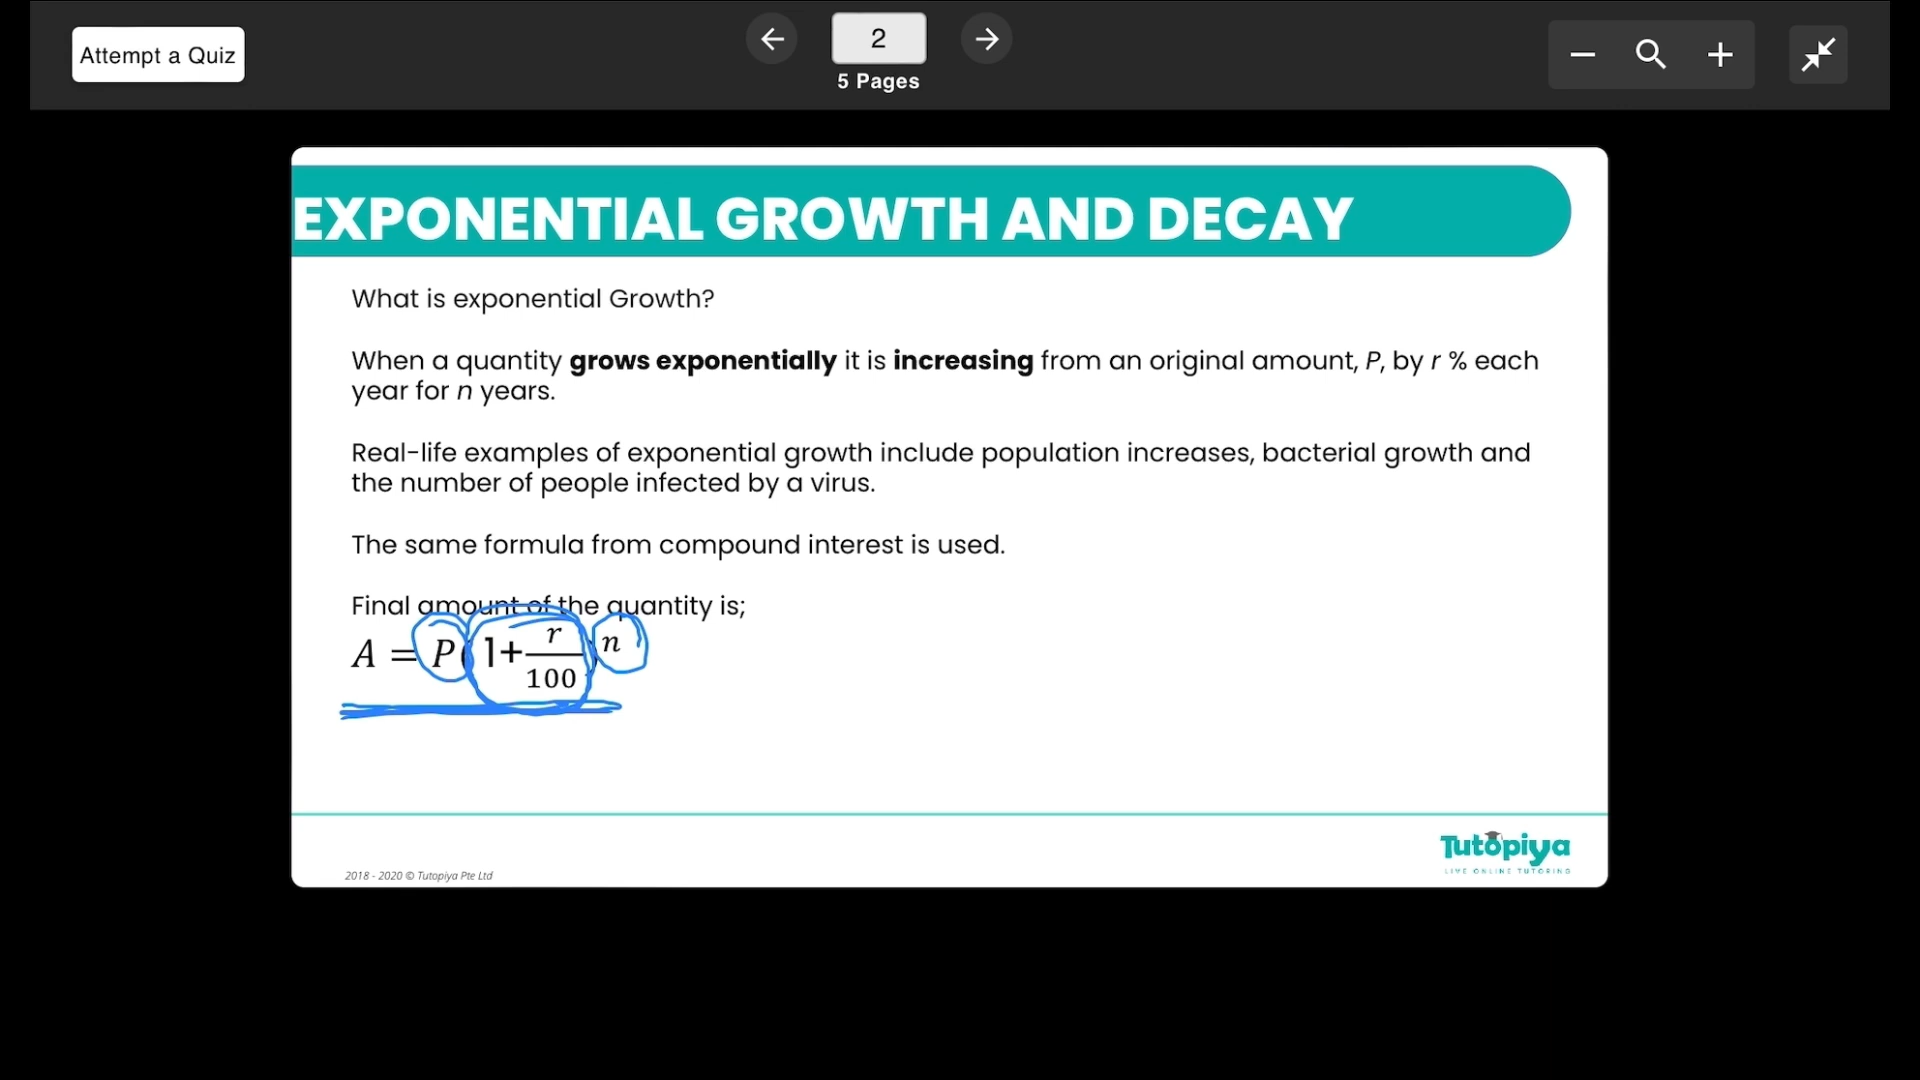 Attempt a Quiz
2
5 Pages
EXPONENTIAL GROWTH AND DECAY
What is exponential Growth?
When a quantity grows exponentially it is increasing from an original amount, P, by r % each
year for n years.
Real-life examples of exponential growth include population increases, bacterial growth and
the number of people infected by a virus.
The same formula from compound interest is used.
Final amount of the quantity is;
A = P(1+r/100)^n
Tutopiya
LIVE ONLINE TUTORING
2018 - 2020 © Tutopiya Pte Ltd